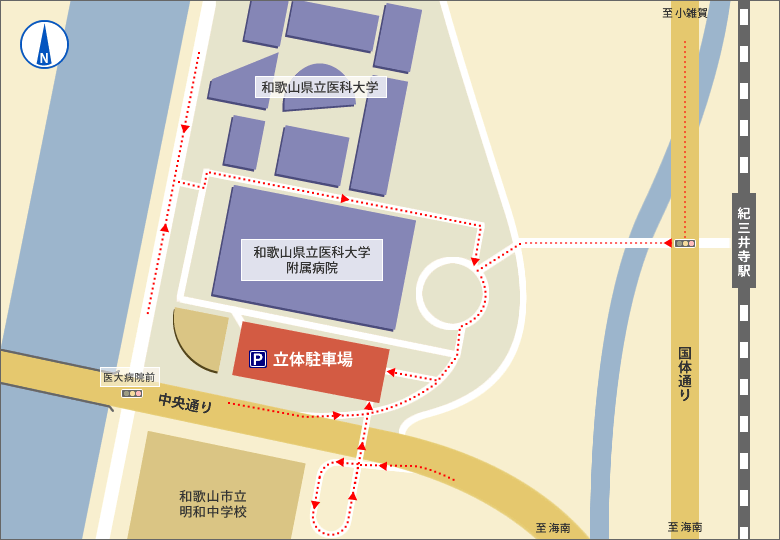 至 小雑賀
N
和歌山県立医科大学
紀三井寺駅
和歌山県立医科大学
附属病院
P 立体駐車場
国体通り
医大病院前
中央通り
和歌山市立
明和中学校
至 海南
至 海南